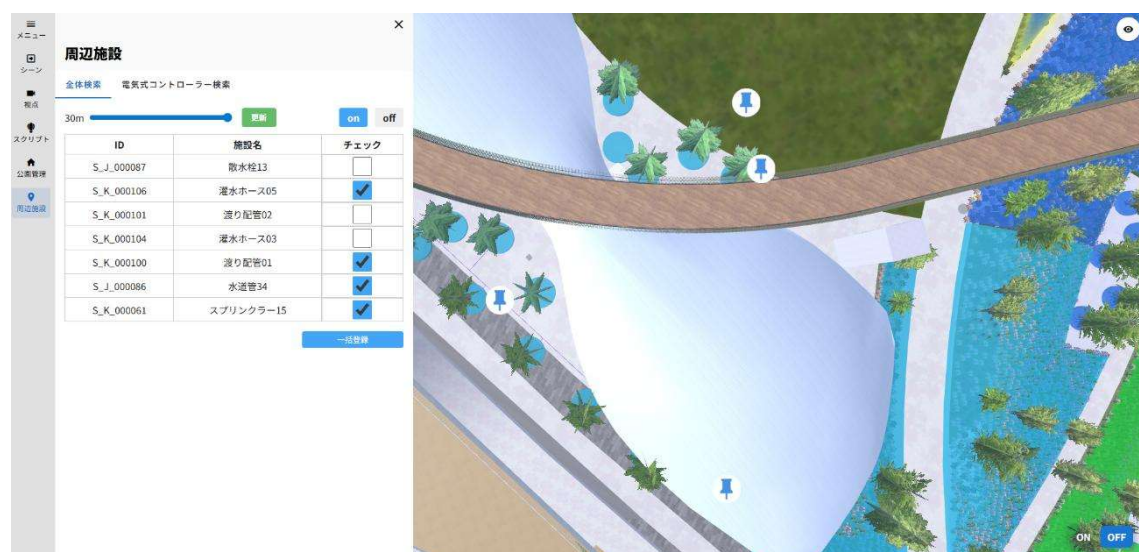 メニュー
シーン
視点
スクリプト
公園管理
周辺施設
周辺施設
全体検索 電気式コントローラー検索
30m 更新 on off
ID 施設名 チェック
S_J_000087 散水栓13
S_K_000106 灌水ホース05
S_K_000101 渡り配管02
S_K_000104 灌水ホース03
S_K_000100 渡り配管01
S_J_000086 水道管34
S_K_000061 スプリンクラー15
一括登録
ON OFF